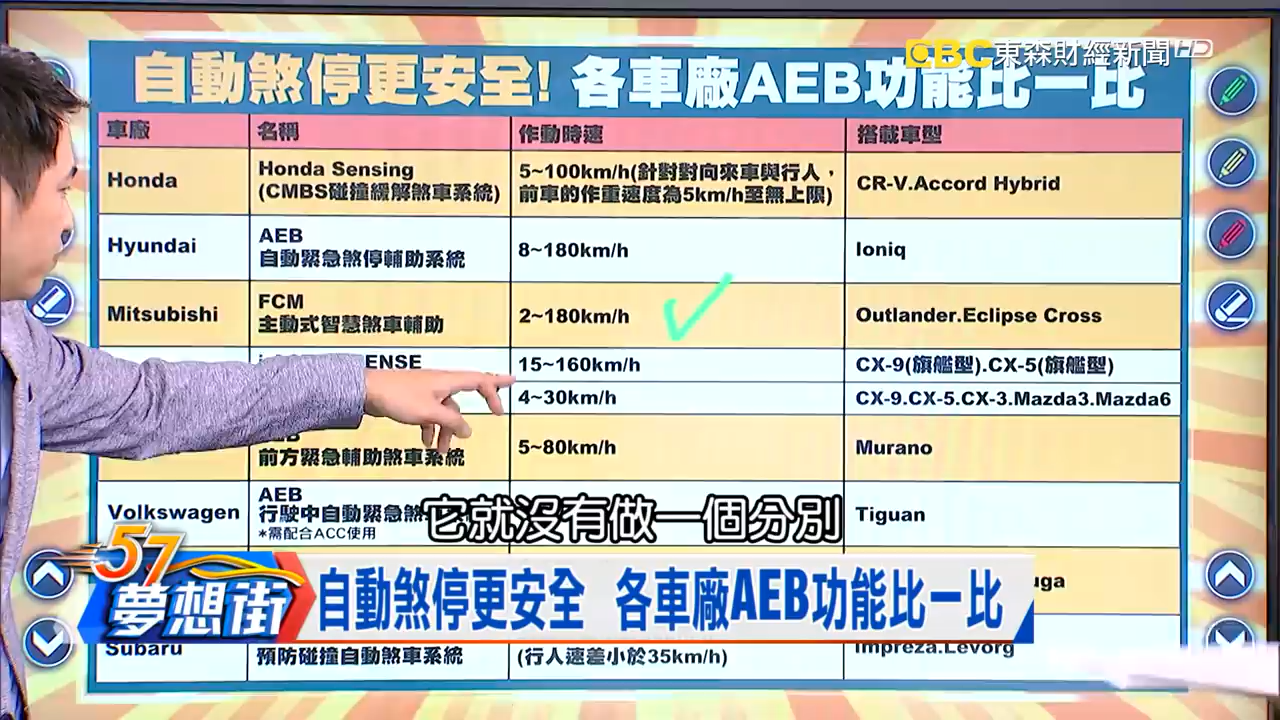 EBC 東森財經新聞 HD
自動煞停更安全! 各車廠AEB功能比一比
車廠 名稱 作動時速 搭載車型
Honda Honda Sensing 5~100km/h(針對對向來車與行人，
(CMBS碰撞緩解煞車系統) 前車的作重速度為5km/h至無上限) CR-V.Accord Hybrid
Hyundai AEB
自動緊急煞停輔助系統 8~180km/h Ioniq
Mitsubishi FCM
主動式智慧煞車輔助 2~180km/h Outlander.Eclipse Cross
ENSE 15~160km/h CX-9(旗艦型).CX-5(旗艦型)
4~30km/h CX-9.CX-5.CX-3.Mazda3.Mazda6
前方緊急輔助煞車系統 5~80km/h Murano
Volkswagen AEB
行駛中自動緊急煞 Tiguan
*需配合ACC使用
它就沒有做一個分別
57夢想街
自動煞停更安全 各車廠AEB功能比一比
uga
Subaru 預防碰撞自動煞車系統 (行人速差小於35km/h) Impreza.Levorg